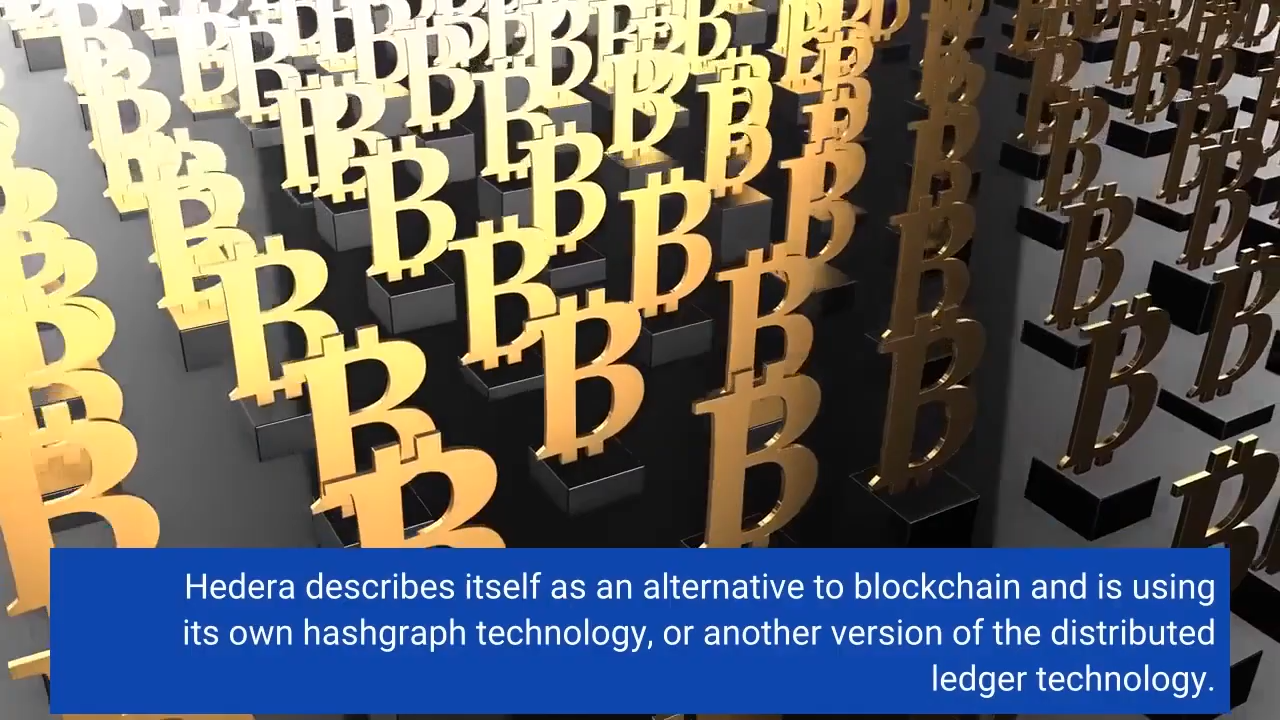 Hedera describes itself as an alternative to blockchain and is using
its own hashgraph technology, or another version of the distributed
ledger technology.